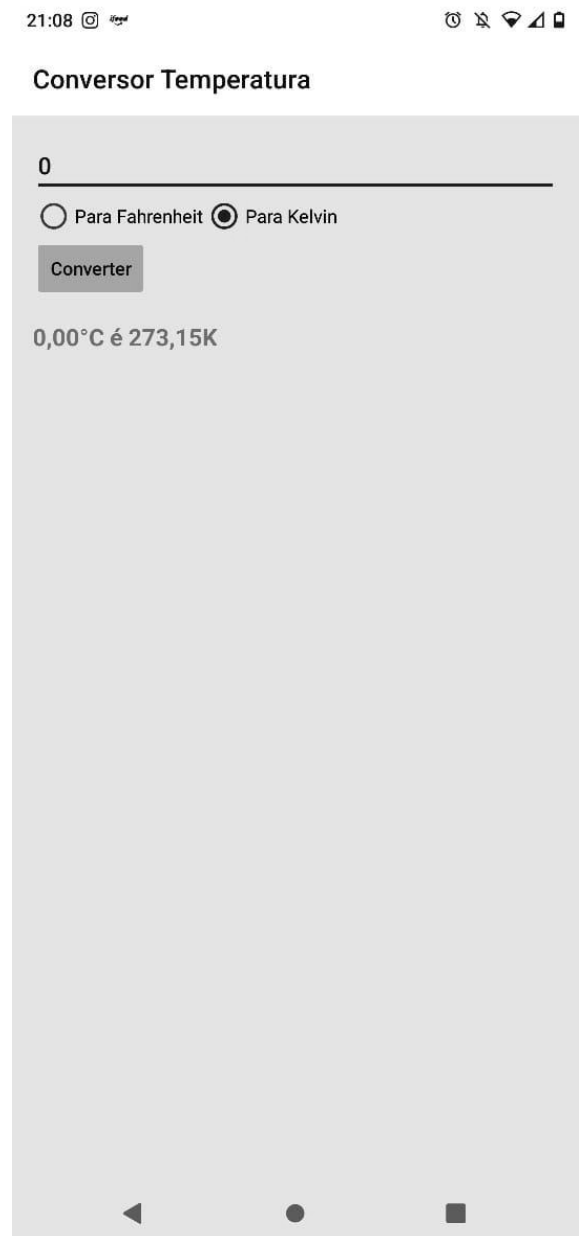 21:08
Conversor Temperatura
0
Para Fahrenheit Para Kelvin
Converter
0,00°C é 273,15K